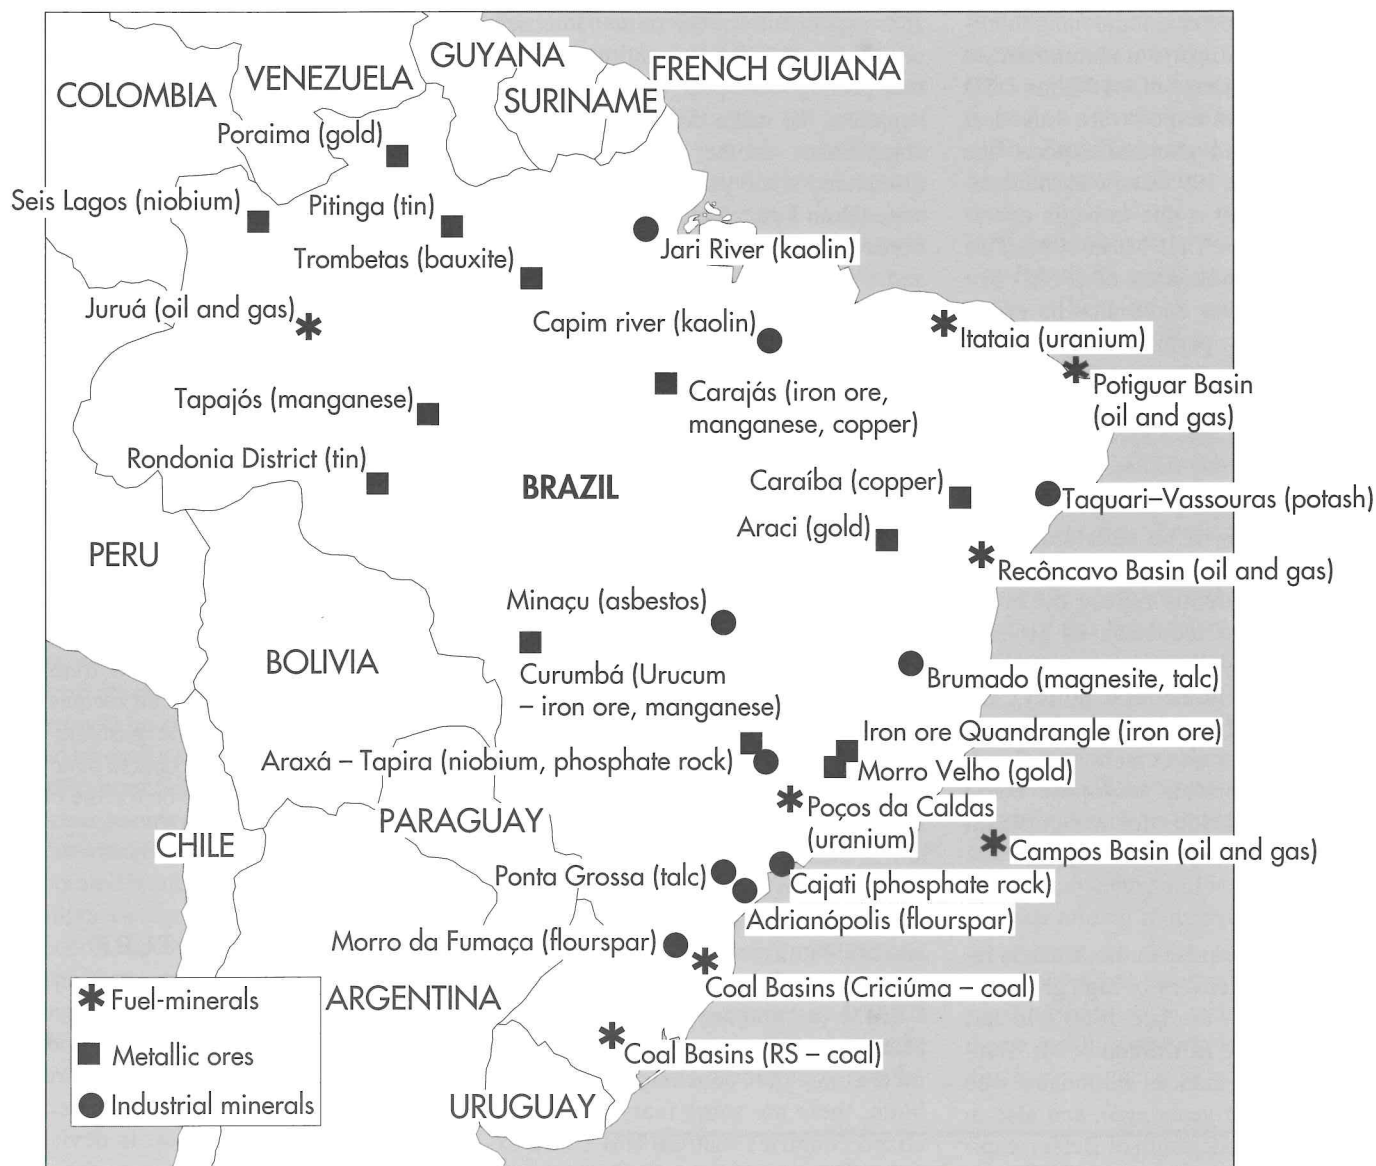 GUYANA
FRENCH GUIANA
VENEZUELA
COLOMBIA
SURINAME
Poraima (gold)
Seis Lagos (niobium)
Pitinga (tin)
Jari River (kaolin)
Trombetas (bauxite)
Juruá (oil and gas)
Capim river (kaolin)
Itataia (uranium)
Potiguar Basin
(oil and gas)
Tapajós (manganese)
Carajás (iron ore,
manganese, copper)
Rondonia District (tin)
BRAZIL
Caraíba (copper)
Taquari–Vassouras (potash)
Araci (gold)
PERU
Recôncavo Basin (oil and gas)
Minaçu (asbestos)
BOLIVIA
Curumbá (Urucum
– iron ore, manganese)
Brumado (magnesite, talc)
Iron ore Quandrangle (iron ore)
Araxá – Tapira (niobium, phosphate rock)
Morro Velho (gold)
Poços da Caldas
(uranium)
PARAGUAY
CHILE
Campos Basin (oil and gas)
Ponta Grossa (talc)
Cajati (phosphate rock)
Adrianópolis (flourspar)
Morro da Fumaça (flourspar)
Coal Basins (Criciúma – coal)
ARGENTINA
Coal Basins (RS – coal)
URUGUAY
Fuel-minerals
Metallic ores
Industrial minerals